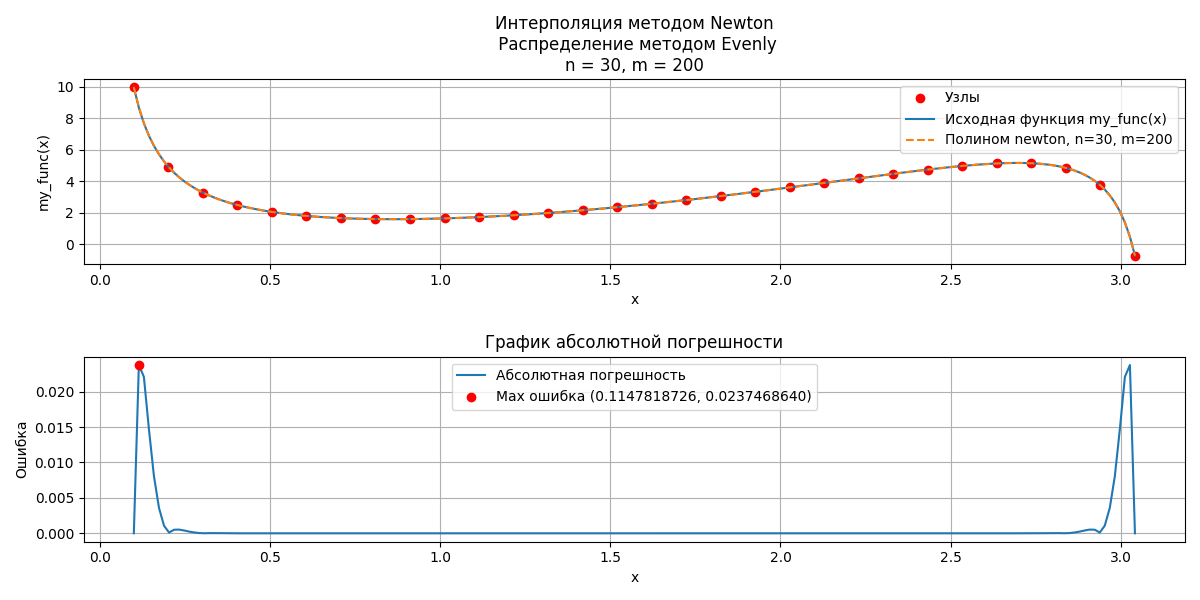 Интерполяция методом Newton
Распределение методом Evenly
n = 30, m = 200
my_func(x)
10
8
6
4
2
0
Узлы
Исходная функция my_func(x)
Полином newton, n=30, m=200
0.0
0.5
1.0
1.5
2.0
2.5
3.0
x
График абсолютной погрешности
Ошибка
0.020
0.015
0.010
0.005
0.000
Абсолютная погрешность
Max ошибка (0.1147818726, 0.0237468640)
0.0
0.5
1.0
1.5
2.0
2.5
3.0
x